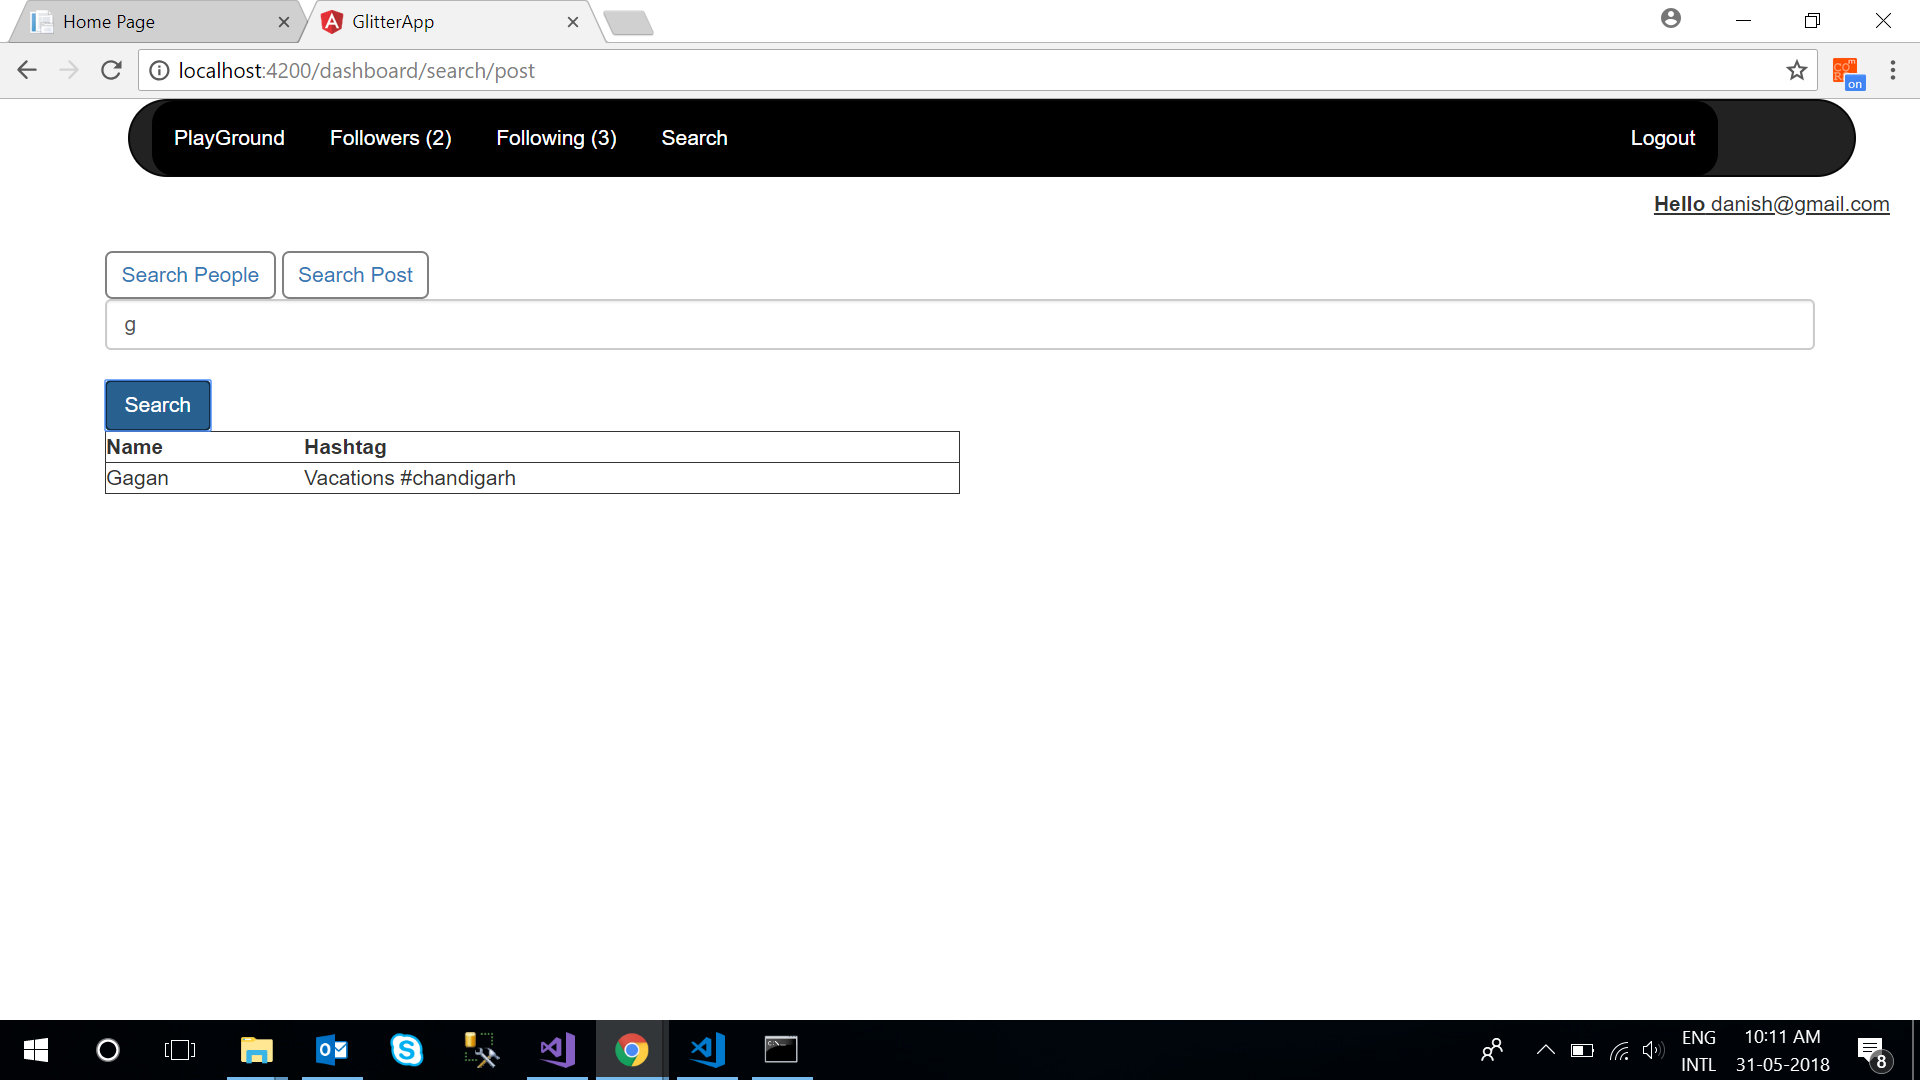 Home Page
GlitterApp
localhost:4200/dashboard/search/post
on
PlayGround Followers (2) Following (3) Search Logout
Hello danish@gmail.com
Search People Search Post
g
Search
Name Hashtag
Gagan Vacations #chandigarh
ENG 10:11 AM
INTL 31-05-2018
8